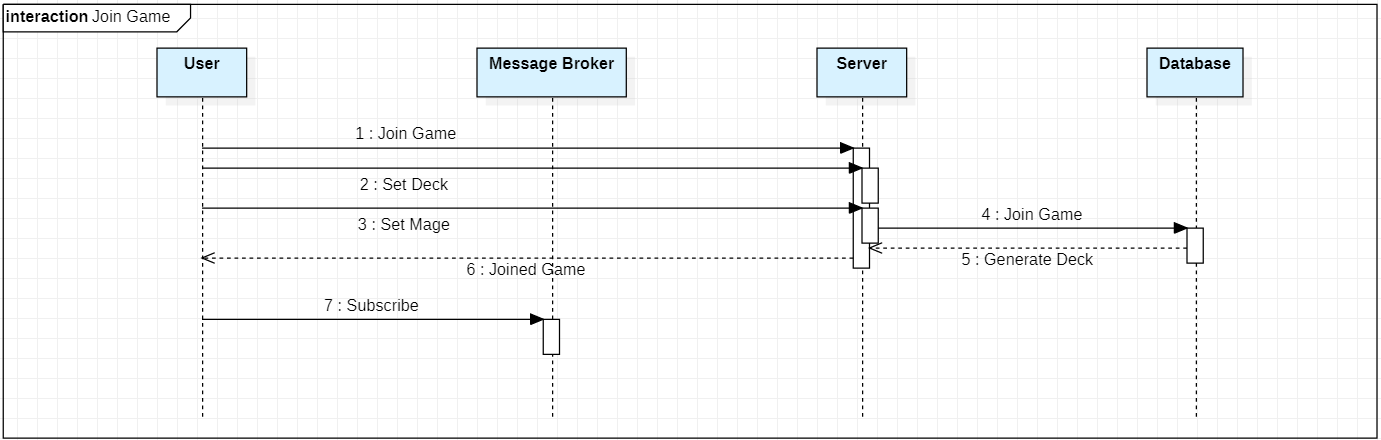 interaction Join Game
User
Message Broker
Server
Database
1 : Join Game
2 : Set Deck
3 : Set Mage
4 : Join Game
5 : Generate Deck
6 : Joined Game
7 : Subscribe